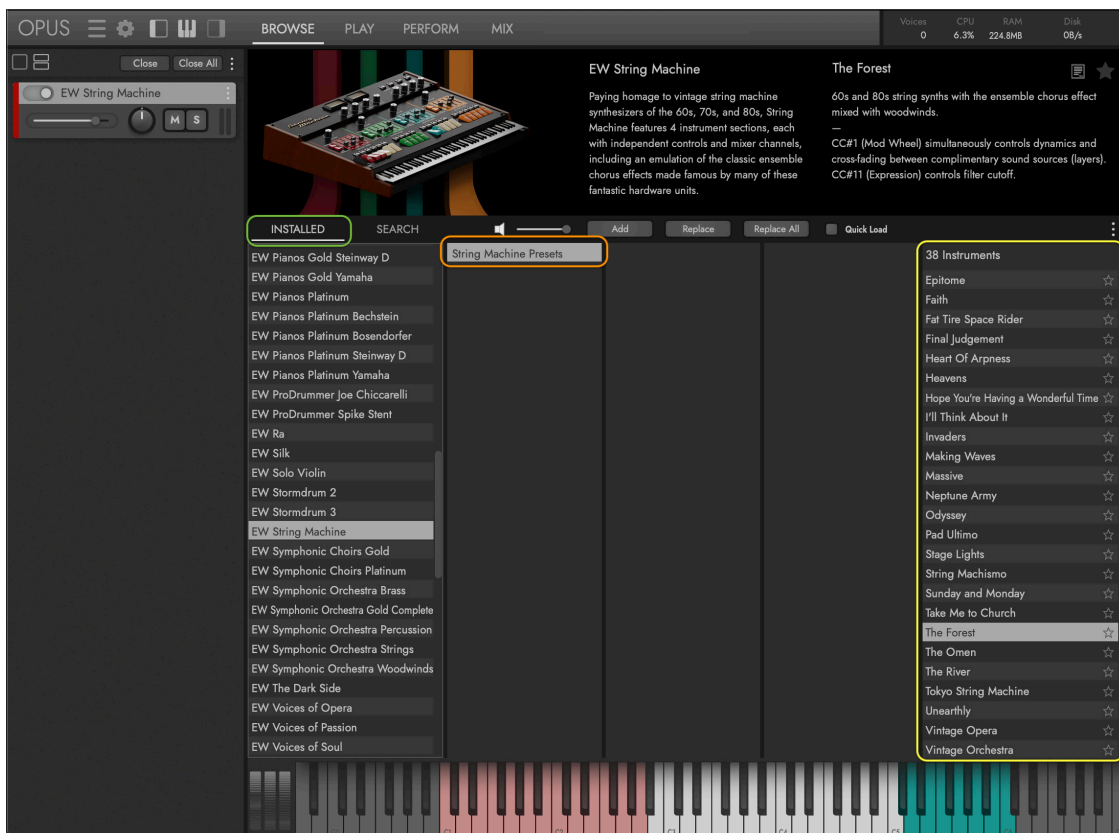 OPUS
BROWSE PLAY PERFORM MIX
Voices CPU RAM Disk
0 6.3% 224.8MB 0B/s
Close Close All
EW String Machine
M S
EW String Machine
Paying homage to vintage string machine
synthesizers of the 60s, 70s, and 80s, String
Machine features 4 instrument sections, each
with independent controls and mixer channels,
including an emulation of the classic ensemble
chorus effects made famous by many of these
fantastic hardware units.
The Forest
60s and 80s string synths with the ensemble chorus effect
mixed with woodwinds.
—
CC#1 (Mod Wheel) simultaneously controls dynamics and
cross-fading between complimentary sound sources (layers).
CC#11 (Expression) controls filter cutoff.
INSTALLED SEARCH Add Replace Replace All Quick Load
EW Pianos Gold Steinway D
EW Pianos Gold Yamaha
EW Pianos Platinum
EW Pianos Platinum Bechstein
EW Pianos Platinum Bosendorfer
EW Pianos Platinum Steinway D
EW Pianos Platinum Yamaha
EW ProDrummer Joe Chiccarelli
EW ProDrummer Spike Stent
EW Ra
EW Silk
EW Solo Violin
EW Stormdrum 2
EW Stormdrum 3
EW String Machine
EW Symphonic Choirs Gold
EW Symphonic Choirs Platinum
EW Symphonic Orchestra Brass
EW Symphonic Orchestra Gold Complete
EW Symphonic Orchestra Percussion
EW Symphonic Orchestra Strings
EW Symphonic Orchestra Woodwinds
EW The Dark Side
EW Voices of Opera
EW Voices of Passion
EW Voices of Soul
String Machine Presets
38 Instruments
Epitome
Faith
Fat Tire Space Rider
Final Judgement
Heart Of Arpness
Heavens
Hope You're Having a Wonderful Time
I'll Think About It
Invaders
Making Waves
Massive
Neptune Army
Odyssey
Pad Ultimo
Stage Lights
String Machismo
Sunday and Monday
Take Me to Church
The Forest
The Omen
The River
Tokyo String Machine
Unearthly
Vintage Opera
Vintage Orchestra
C1 C2 C3 C4 C5